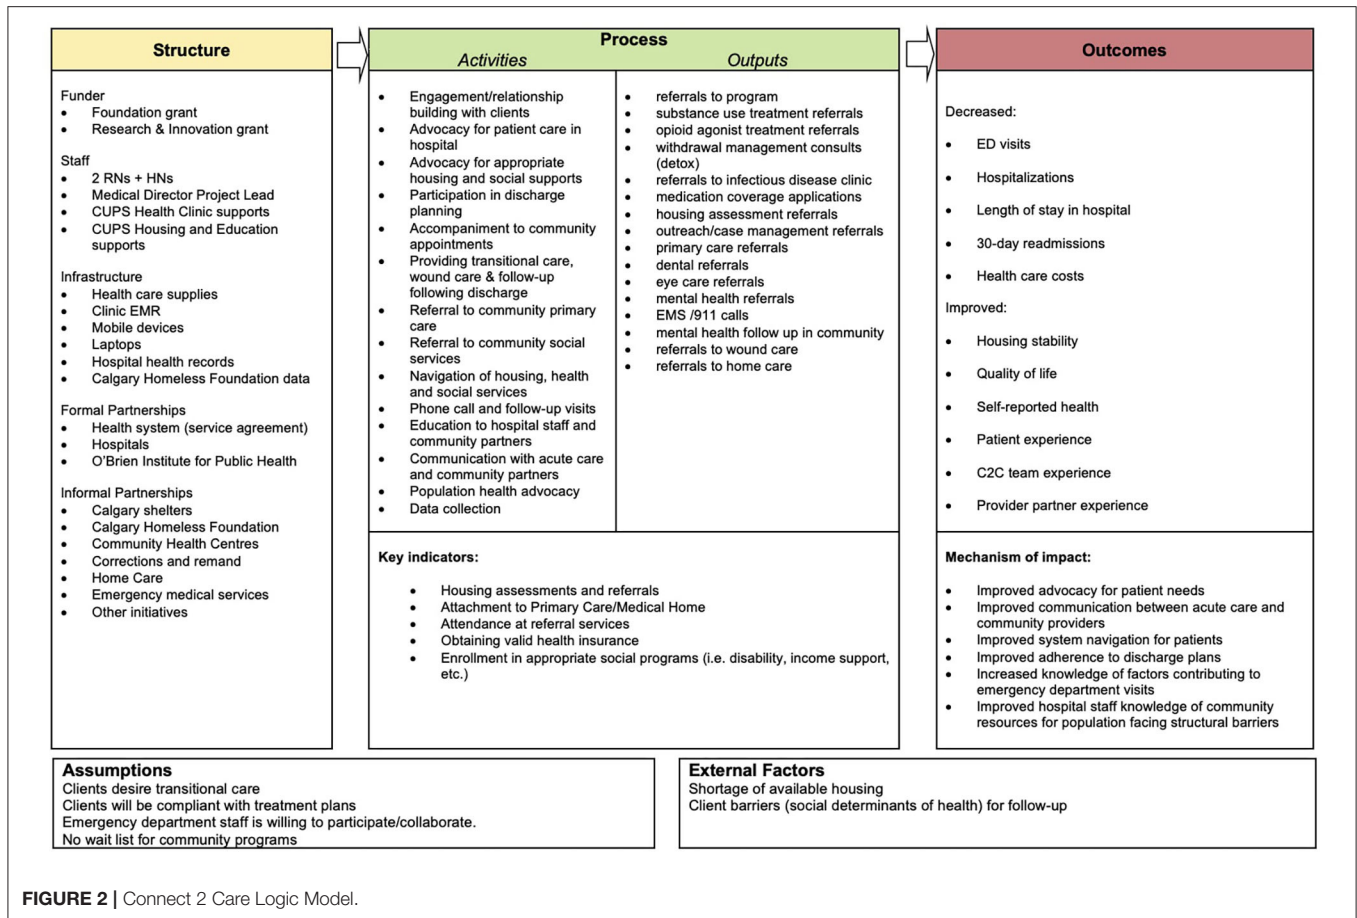 Structure
Funder
• Foundation grant
• Research & Innovation grant
Staff
• 2 RNs + HNs
• Medical Director Project Lead
• CUPS Health Clinic supports
• CUPS Housing and Education
supports
Infrastructure
• Health care supplies
• Clinic EMR
• Mobile devices
• Laptops
• Hospital health records
• Calgary Homeless Foundation data
Formal Partnerships
• Health system (service agreement)
• Hospitals
• O'Brien Institute for Public Health
Informal Partnerships
• Calgary shelters
• Calgary Homeless Foundation
• Community Health Centres
• Corrections and remand
• Home Care
• Emergency medical services
• Other initiatives
Process
Activities
• Engagement/relationship
building with clients
• Advocacy for patient care in
hospital
• Advocacy for appropriate
housing and social supports
• Participation in discharge
planning
• Accompaniment to community
appointments
• Providing transitional care,
wound care & follow-up
following discharge
• Referral to community primary
care
• Referral to community social
services
• Navigation of housing, health
and social services
• Phone call and follow-up visits
• Education to hospital staff and
community partners
• Communication with acute care
and community partners
• Population health advocacy
• Data collection
Outputs
• referrals to program
• substance use treatment referrals
• opioid agonist treatment referrals
• withdrawal management consults
(detox)
• referrals to infectious disease clinic
• medication coverage applications
• housing assessment referrals
• outreach/case management referrals
• primary care referrals
• dental referrals
• eye care referrals
• mental health referrals
• EMS /911 calls
• mental health follow up in community
• referrals to wound care
• referrals to home care
Key indicators:
• Housing assessments and referrals
• Attachment to Primary Care/Medical Home
• Attendance at referral services
• Obtaining valid health insurance
• Enrollment in appropriate social programs (i.e. disability, income support,
etc.)
Outcomes
Decreased:
• ED visits
• Hospitalizations
• Length of stay in hospital
• 30-day readmissions
• Health care costs
Improved:
• Housing stability
• Quality of life
• Self-reported health
• Patient experience
• C2C team experience
• Provider partner experience
Mechanism of impact:
• Improved advocacy for patient needs
• Improved communication between acute care and
community providers
• Improved system navigation for patients
• Improved adherence to discharge plans
• Increased knowledge of factors contributing to
emergency department visits
• Improved hospital staff knowledge of community
resources for population facing structural barriers
Assumptions
Clients desire transitional care
Clients will be compliant with treatment plans
Emergency department staff is willing to participate/collaborate.
No wait list for community programs
External Factors
Shortage of available housing
Client barriers (social determinants of health) for follow-up
FIGURE 2 | Connect 2 Care Logic Model.